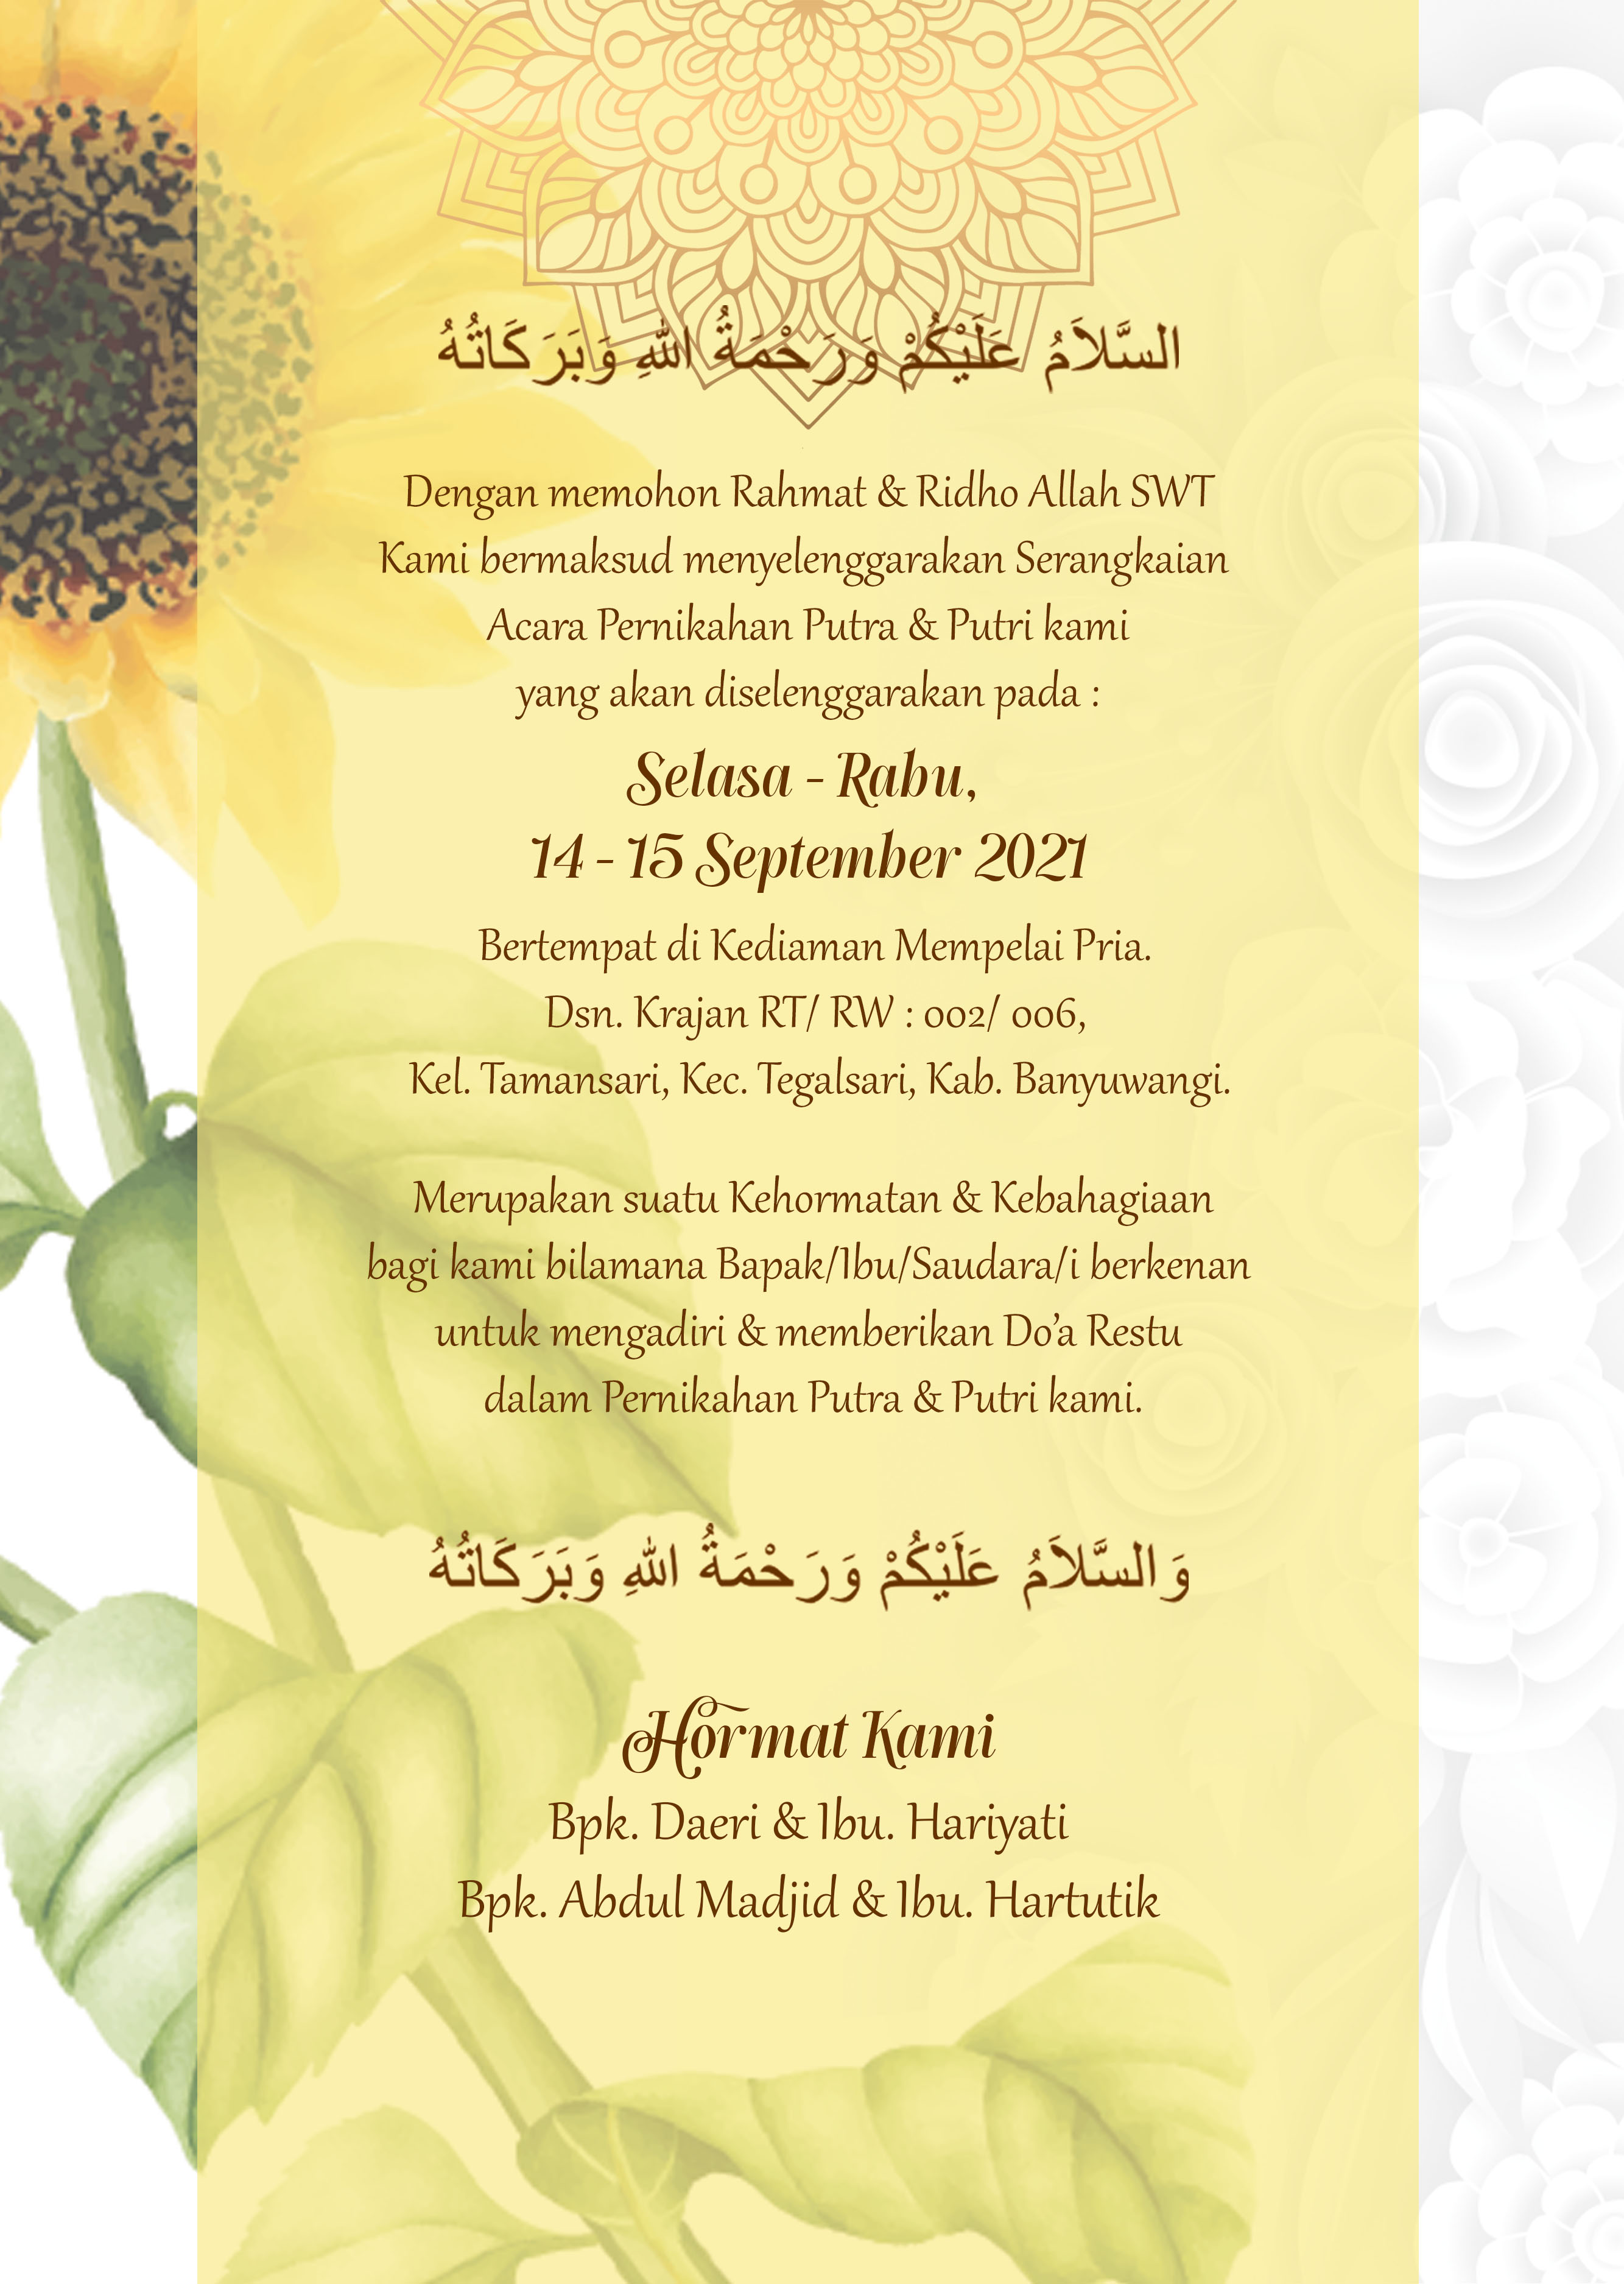 السَّلاَمُ عَلَيْكُمْ وَرَحْمَةُ اللهِ وَبَرَكَاتُهُ
Dengan memohon Rahmat & Ridho Allah SWT
Kami bermaksud menyelenggarakan Serangkaian
Acara Pernikahan Putra & Putri kami
yang akan diselenggarakan pada :
Selasa - Rabu,
14 - 15 September 2021
Bertempat di Kediaman Mempelai Pria.
Dsn. Krajan RT/ RW : 002/ 006,
Kel. Tamansari, Kec. Tegalsari, Kab. Banyuwangi.
Merupakan suatu Kehormatan & Kebahagiaan
bagi kami bilamana Bapak/Ibu/Saudara/i berkenan
untuk mengadiri & memberikan Do’a Restu
dalam Pernikahan Putra & Putri kami.
وَالسَّلاَمُ عَلَيْكُمْ وَرَحْمَةُ اللهِ وَبَرَكَاتُهُ
Hormat Kami
Bpk. Daeri & Ibu. Hariyati
Bpk. Abdul Madjid & Ibu. Hartutik